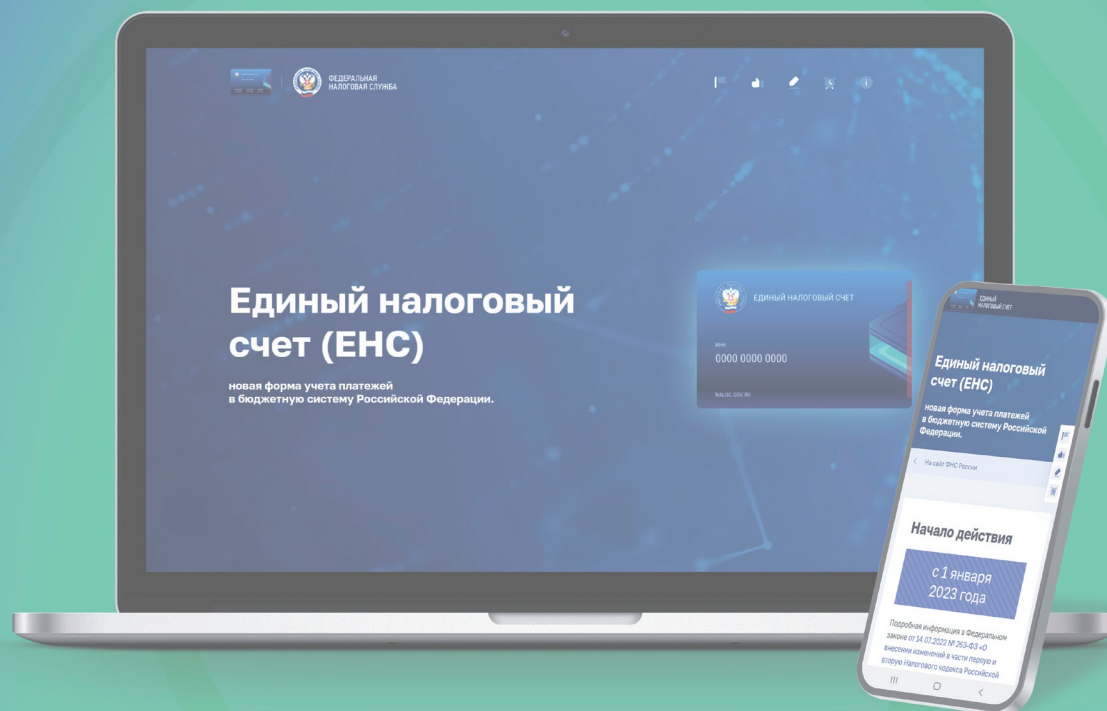 ФЕДЕРАЛЬНАЯ
НАЛОГОВАЯ СЛУЖБА
Единый налоговый
счет (ЕНС)
новая форма учета платежей
в бюджетную систему Российской Федерации.
ЕДИНЫЙ НАЛОГОВЫЙ СЧЕТ
ИНН
0000 0000 0000
NALOG.GOV.RU
ЕДИНЫЙ
НАЛОГОВЫЙ СЧЕТ
Единый налоговый
счет (ЕНС)
новая форма учета платежей
в бюджетную систему Российской
Федерации.
На сайт ФНС России
Начало действия
с 1 января
2023 года
Подробная информация в Федеральном
законе от 14.07.2022 № 263-ФЗ «О
внесении изменений в части первую и
вторую Налогового кодекса Российской